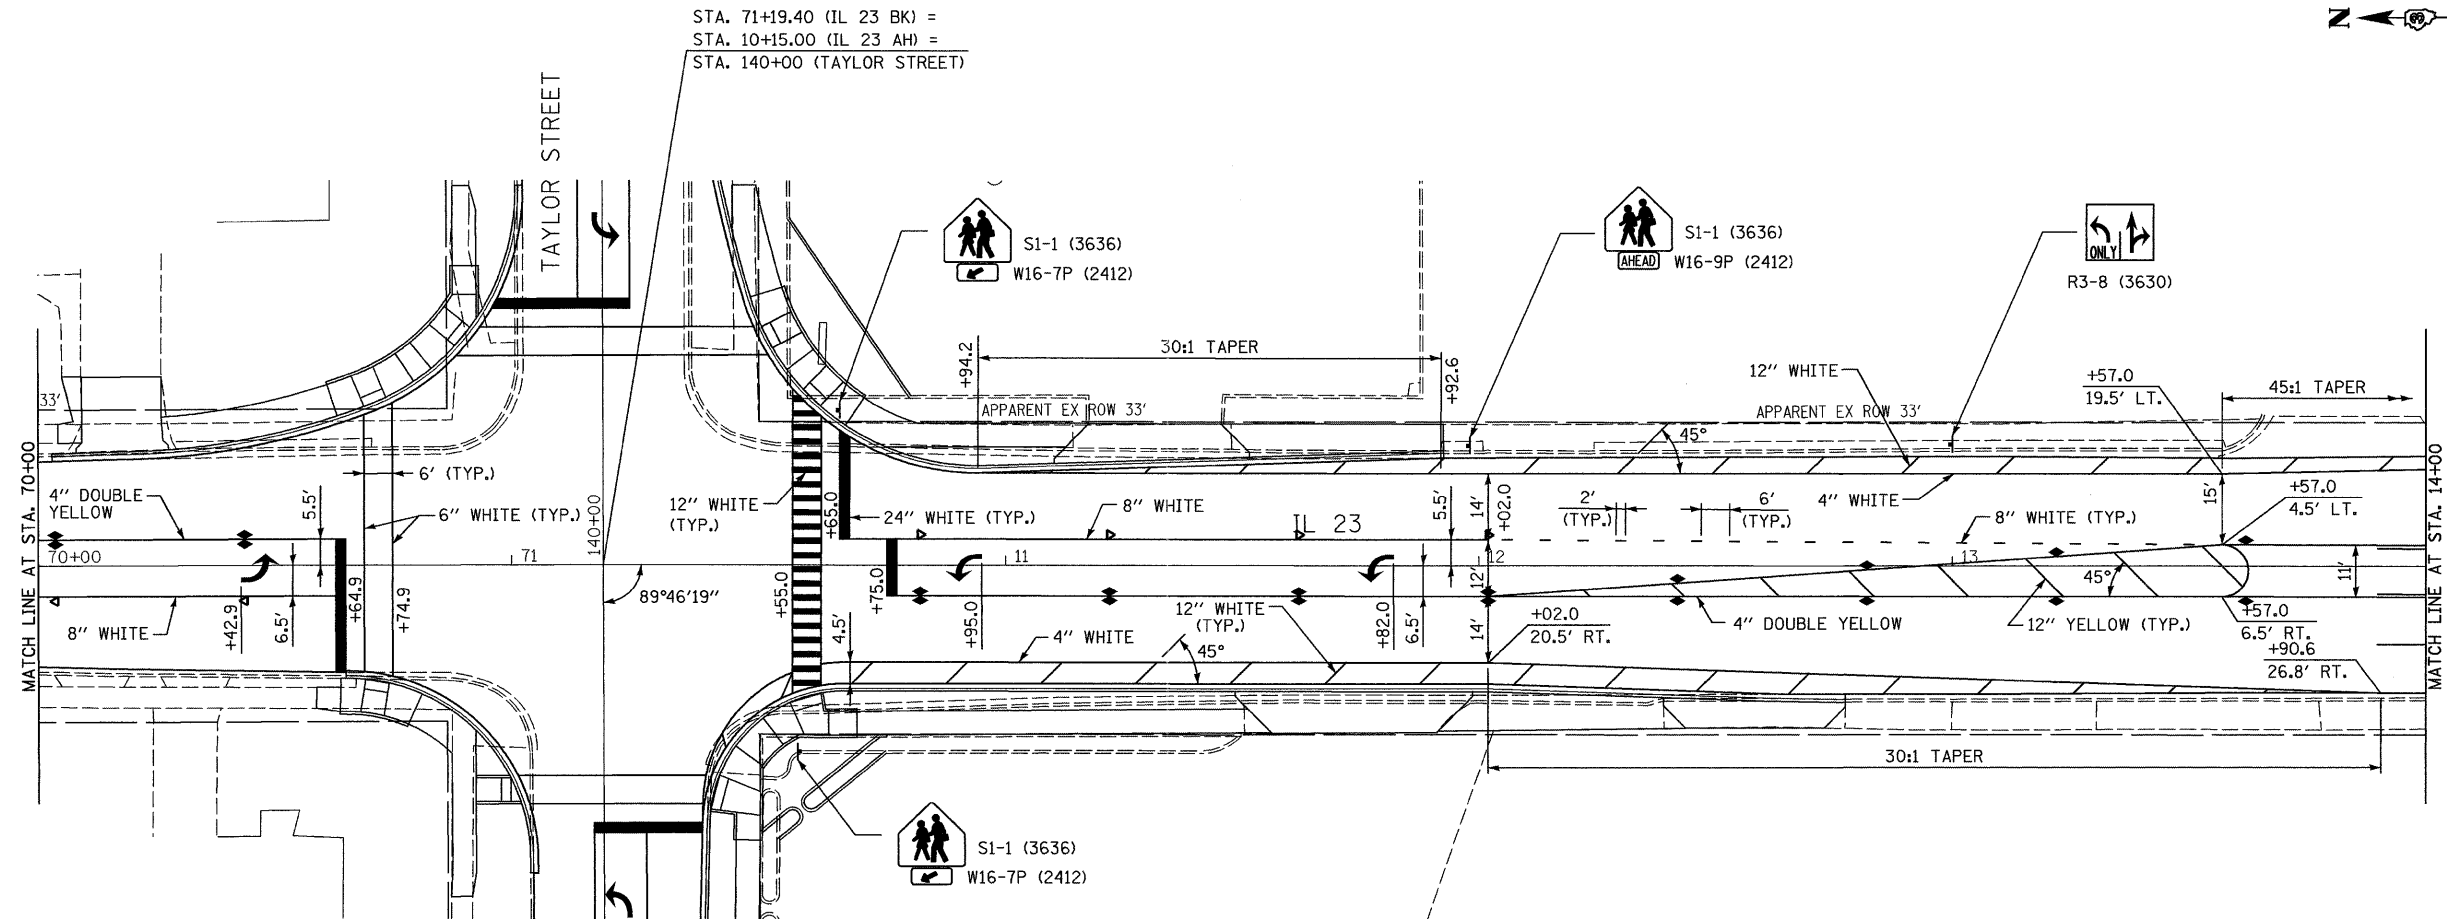 STA. 71+19.40 (IL 23 BK) =
STA. 10+15.00 (IL 23 AH) =
STA. 140+00 (TAYLOR STREET)
N
TAYLOR STREET
S1-1 (3636)
W16-7P (2412)
S1-1 (3636)
AHEAD
W16-9P (2412)
ONLY
R3-8 (3630)
+94.2
30:1 TAPER
+92.6
12" WHITE
+57.0
19.5' LT.
45:1 TAPER
33'
APPARENT EX ROW 33'
APPARENT EX ROW 33'
45°
MATCH LINE AT STA. 70+00
6' (TYP.)
4" DOUBLE
YELLOW
5.5'
6" WHITE (TYP.)
140+00
12" WHITE
(TYP.)
+65.0
24" WHITE (TYP.)
8" WHITE
IL 23
5.5'
14'
+02.0
2'
(TYP.)
6'
(TYP.)
4" WHITE
8" WHITE (TYP.)
15'
+57.0
4.5' LT.
MATCH LINE AT STA. 14+00
70+00
71
11
12
13
+64.9
+74.9
89°46'19"
+55.0
+75.0
+95.0
12'
45°
11'
8" WHITE
+42.9
6.5'
4.5'
4" WHITE
12" WHITE
(TYP.)
45°
+82.0
6.5'
14'
+02.0
20.5' RT.
4" DOUBLE YELLOW
12" YELLOW (TYP.)
+57.0
6.5' RT.
+90.6
26.8' RT.
30:1 TAPER
S1-1 (3636)
W16-7P (2412)